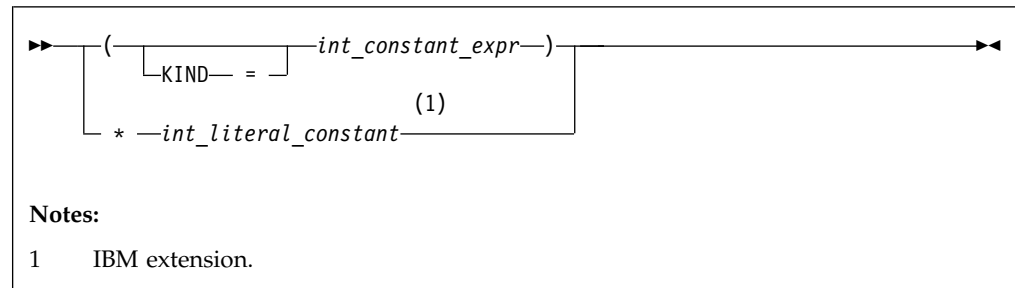 ( int_constant_expr )
KIND =
(1)
* int_literal_constant
Notes:
1 IBM extension.